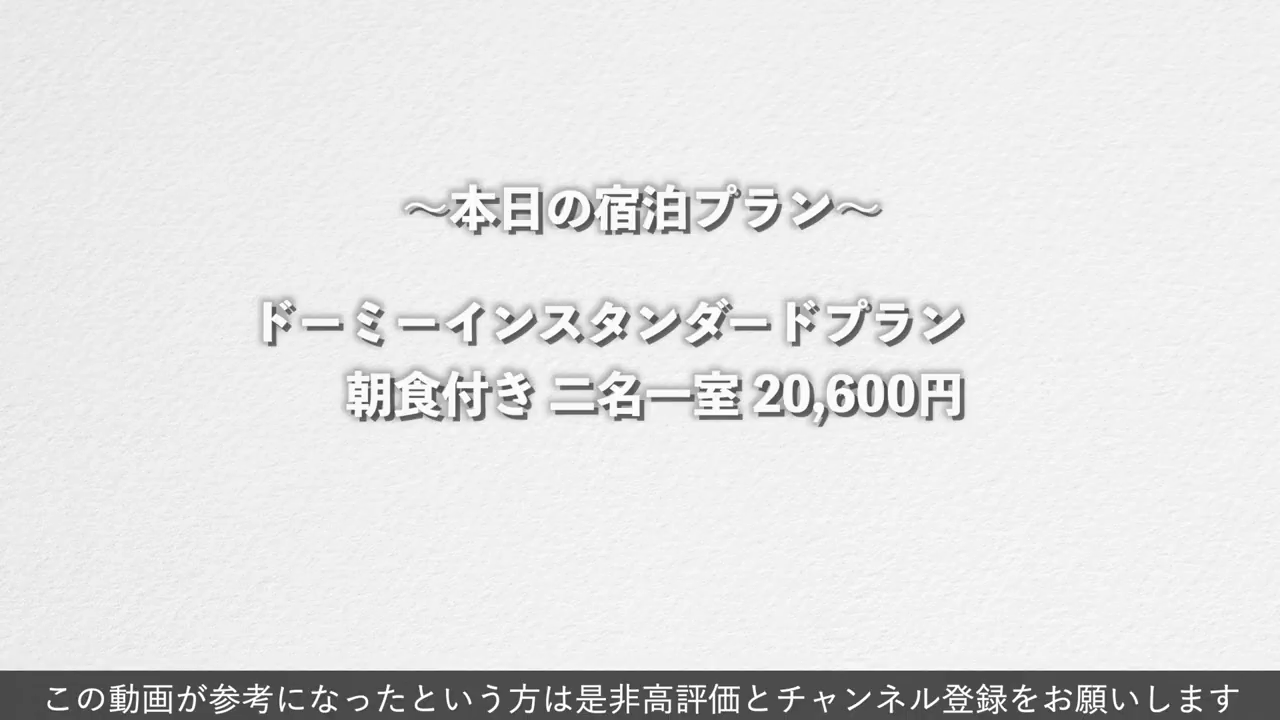 ～本日の宿泊プラン～
ドーミーインスタンダードプラン
朝食付き 二名一室 20,600円
この動画が参考になったという方は是非高評価とチャンネル登録をお願いします